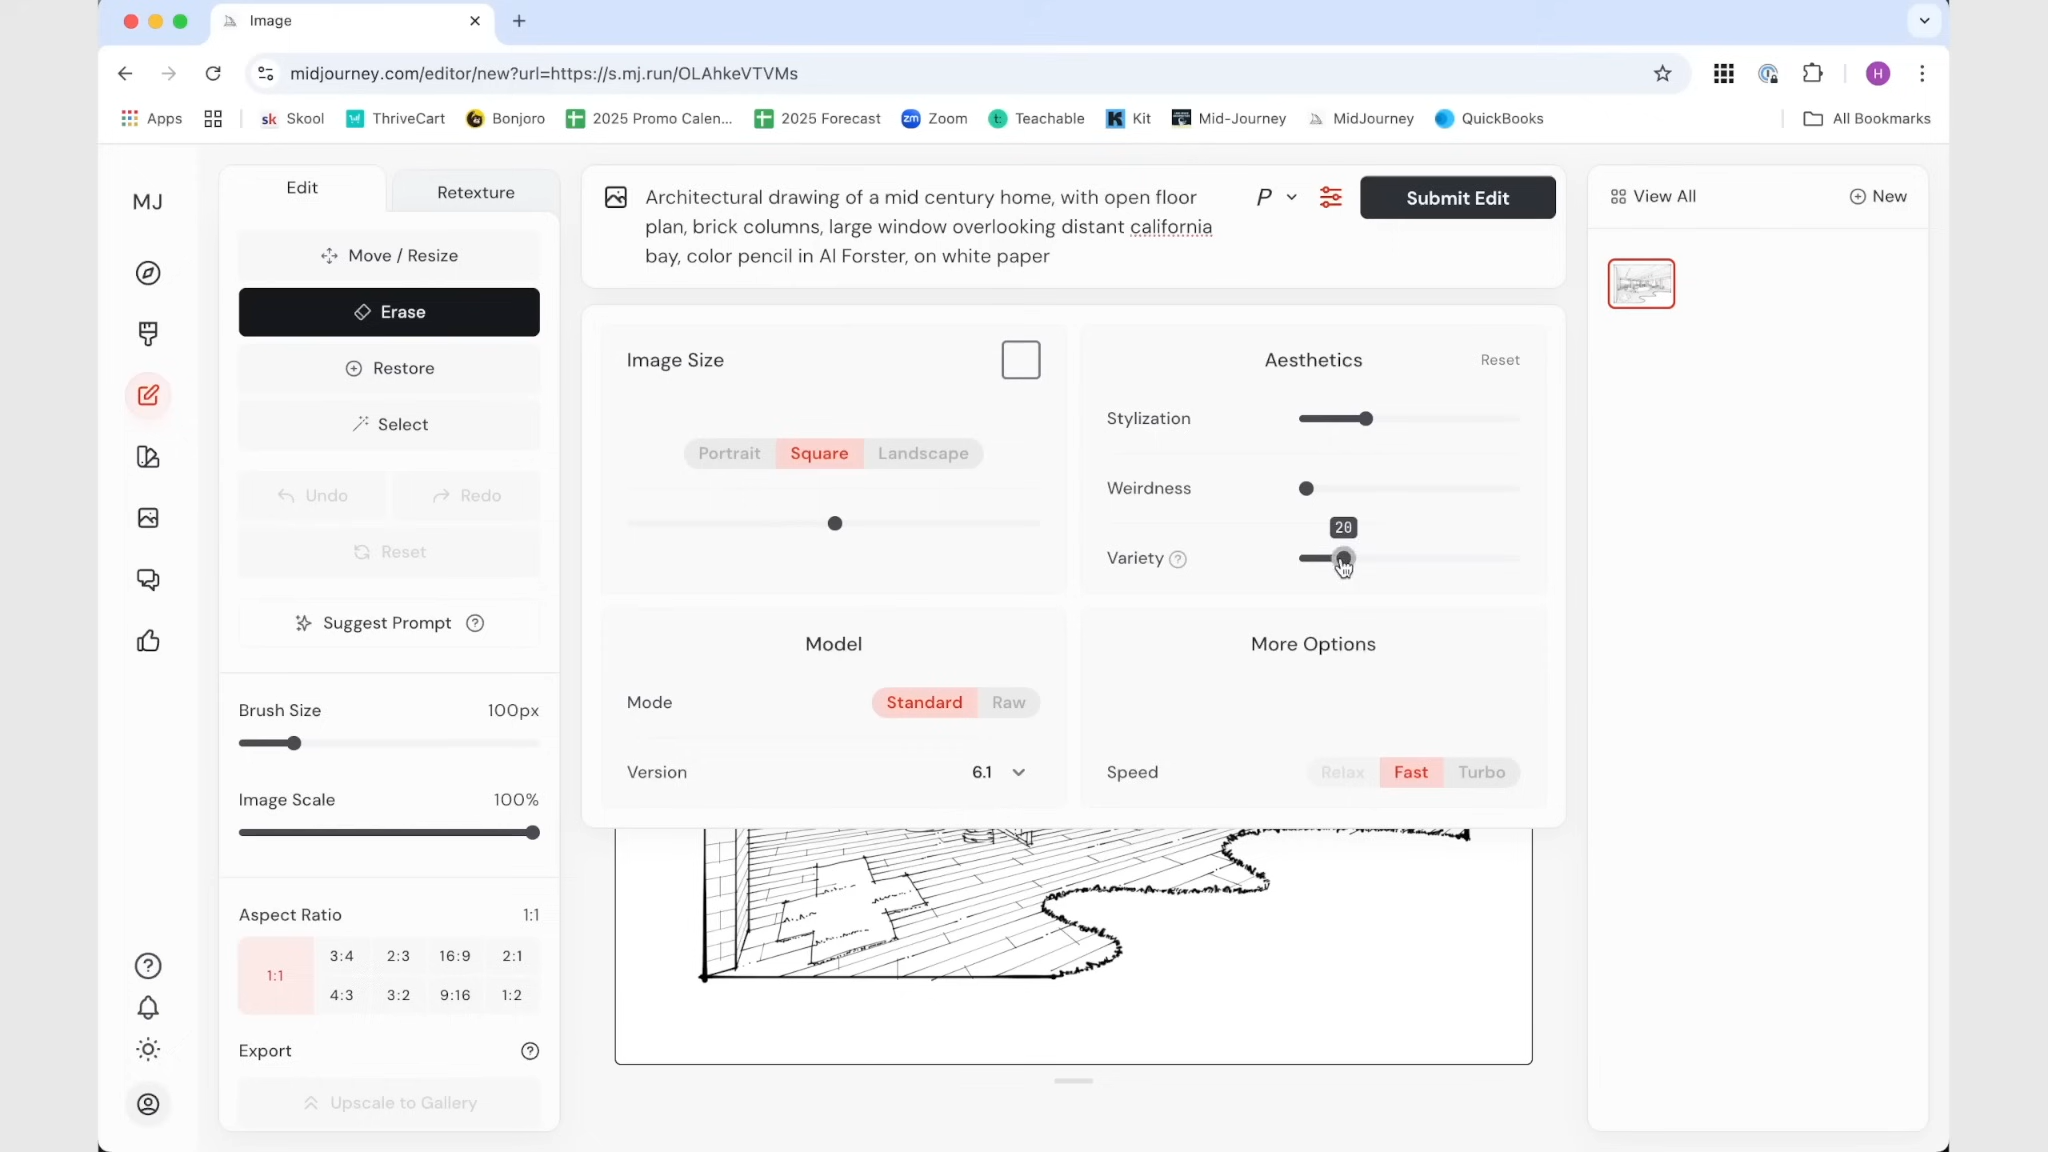 Image
midjourney.com/editor/new?url=https://s.mj.run/OLAhkeVTVMs
H
Apps
sk Skool
ThriveCart
Bonjoro
2025 Promo Calen...
2025 Forecast
zm Zoom
t: Teachable
K Kit
Mid-Journey
MidJourney
QuickBooks
All Bookmarks
MJ
Edit
Retexture
Move / Resize
Erase
Restore
Select
Undo
Redo
Reset
Suggest Prompt
Brush Size 100px
Image Scale 100%
Aspect Ratio 1:1
1:1
3:4 2:3 16:9 2:1
4:3 3:2 9:16 1:2
Export
Upscale to Gallery
Architectural drawing of a mid century home, with open floor
plan, brick columns, large window overlooking distant california
bay, color pencil in Al Forster, on white paper
P
Submit Edit
Image Size
Portrait Square Landscape
Aesthetics Reset
Stylization
Weirdness
20
Variety ?
Model
Mode Standard Raw
Version 6.1
More Options
Speed Relax Fast Turbo
View All
New